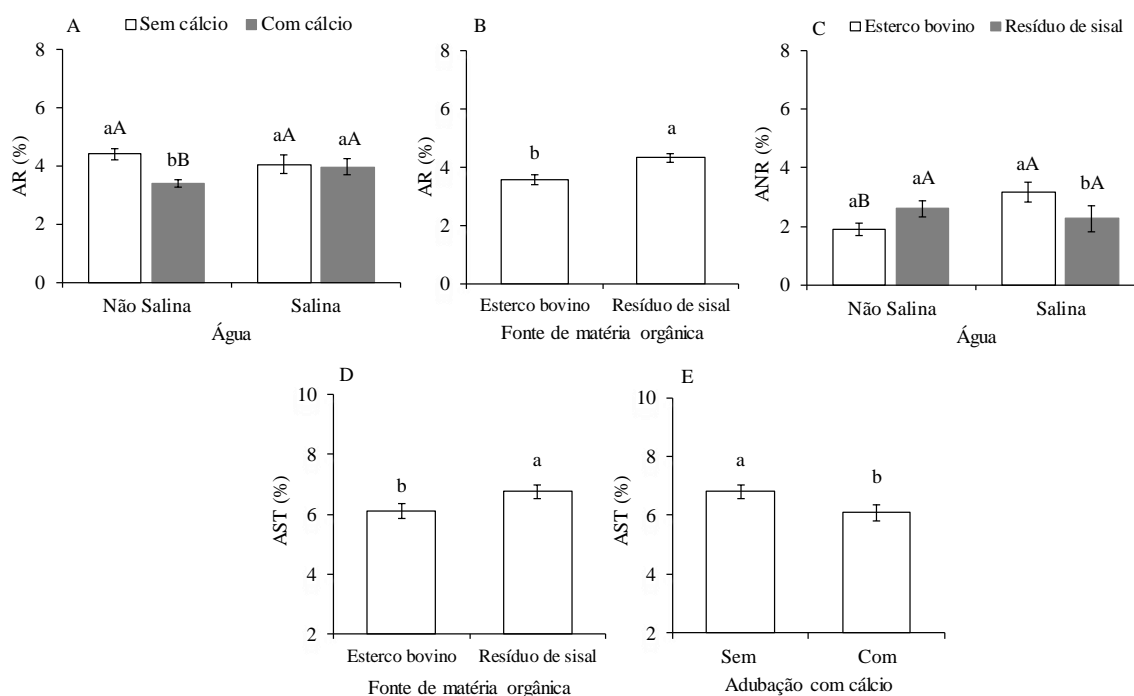 A
Sem cálcio Com cálcio
8
6
4
2
0
AR (%)
aA
bB
aA
aA
Não Salina Salina
Água
B
8
6
4
2
0
AR (%)
b
a
Esterco bovino Resíduo de sisal
Fonte de matéria orgânica
C
Esterco bovino Resíduo de sisal
8
6
4
2
0
ANR (%)
aB
aA
aA
bA
Não Salina Salina
Água
D
10
8
6
4
2
AST (%)
b
a
Esterco bovino Resíduo de sisal
Fonte de matéria orgânica
E
10
8
6
4
2
AST (%)
a
b
Sem Com
Adubação com cálcio